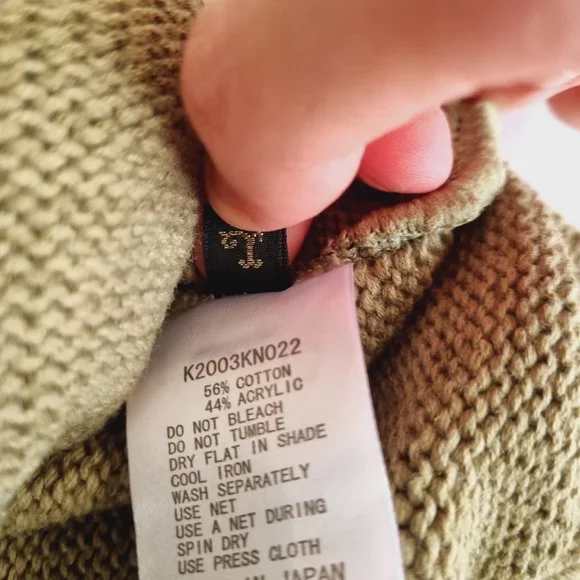 K2003KN022
56% COTTON
44% ACRYLIC
DO NOT BLEACH
DO NOT TUMBLE
DRY FLAT IN SHADE
COOL IRON
WASH SEPARATELY
USE NET
USE A NET DURING
SPIN DRY
USE PRESS CLOTH
JAPAN